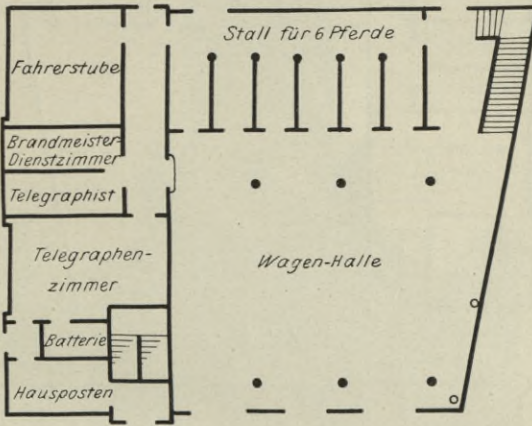 Stall für 6 Pferde
Fahrerstube
Brandmeister-
Dienstzimmer
Telegraphist
Telegraphen-
zimmer
Wagen-Halle
Batterie
Hausposten